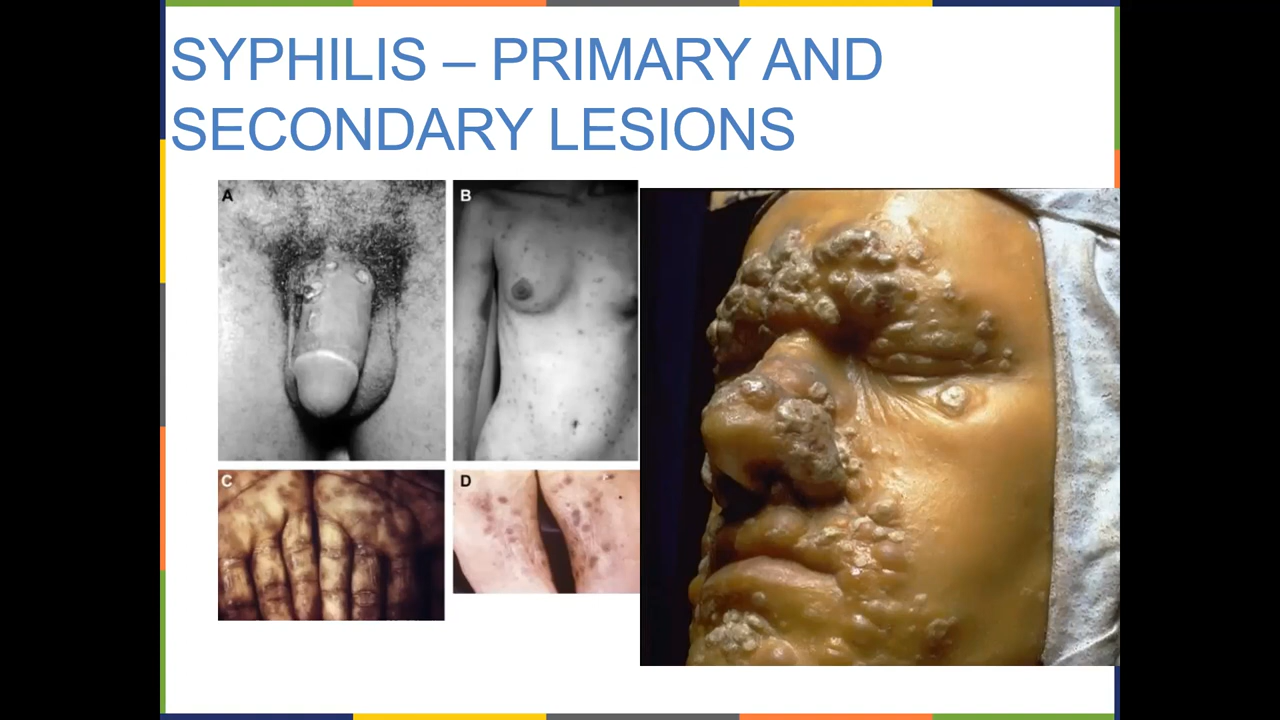 SYPHILIS – PRIMARY AND
SECONDARY LESIONS
A
B
C
D